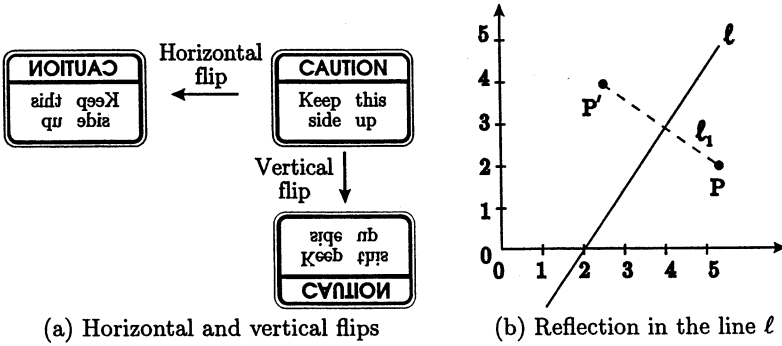 Horizontal
flip
CAUTION
Keep this
side up
CAUTION
Keep this
side up
Vertical
flip
side up
Keep this
CAUTION
(a) Horizontal and vertical flips
5
4
3
2
1
0
0 1 2 3 4 5
ℓ
P′
ℓ₁
P
(b) Reflection in the line ℓ